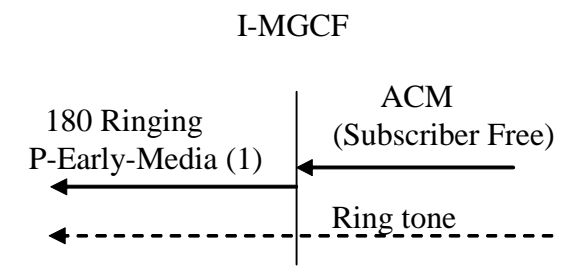 I-MGCF
ACM
180 Ringing
(Subscriber Free)
P-Early-Media (1)
Ring tone